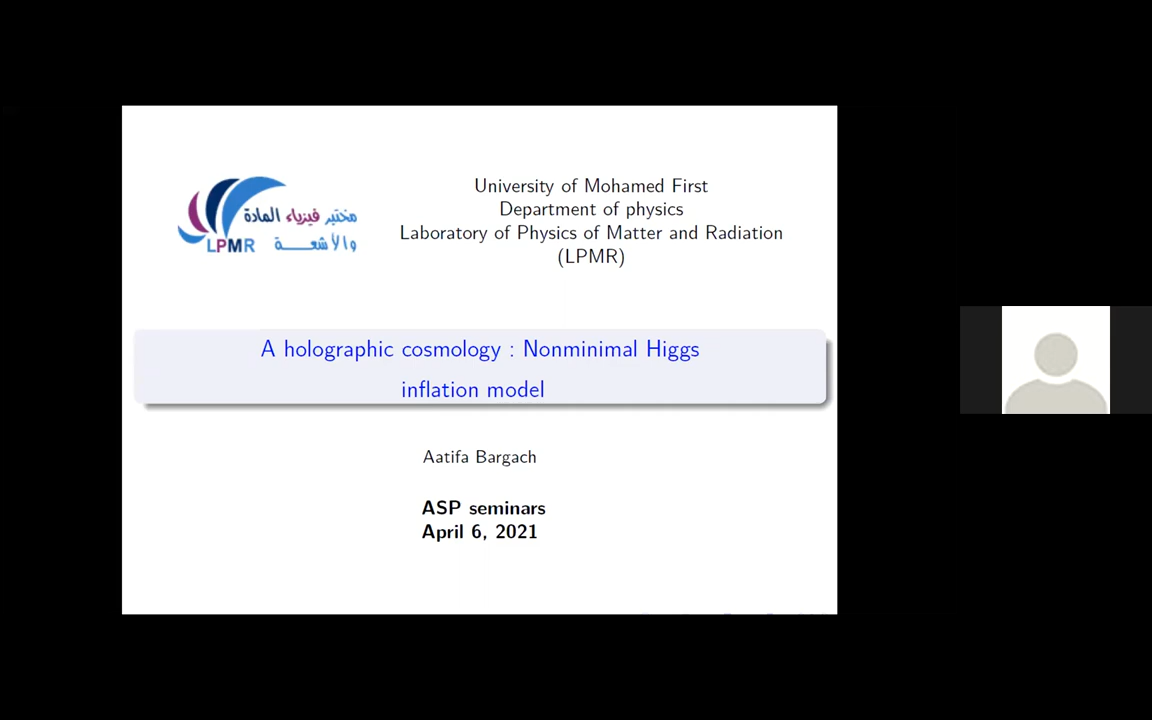 مختبر فيزياء المادة
والأشعـــة
LPMR
University of Mohamed First
Department of physics
Laboratory of Physics of Matter and Radiation
(LPMR)
A holographic cosmology : Nonminimal Higgs
inflation model
Aatifa Bargach
ASP seminars
April 6, 2021